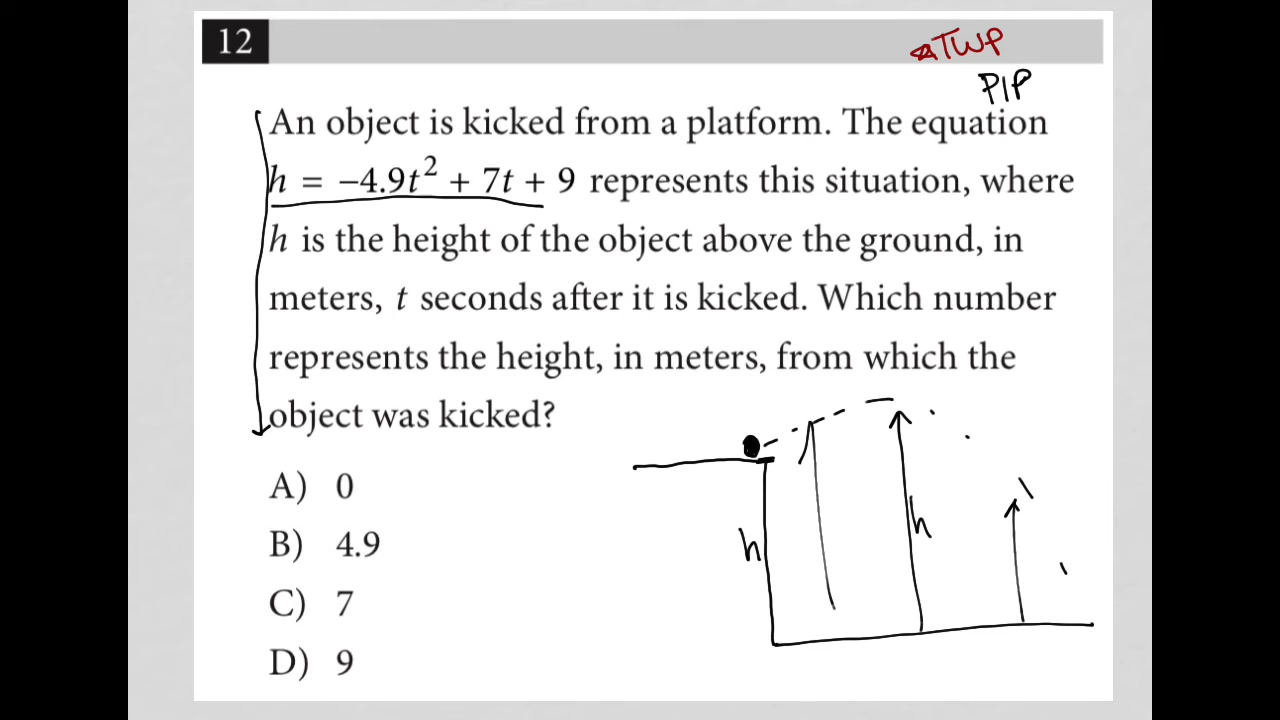 12
TWP
PIP
An object is kicked from a platform. The equation
h = −4.9t² + 7t + 9 represents this situation, where
h is the height of the object above the ground, in
meters, t seconds after it is kicked. Which number
represents the height, in meters, from which the
object was kicked?
A) 0
B) 4.9
C) 7
D) 9
h
h